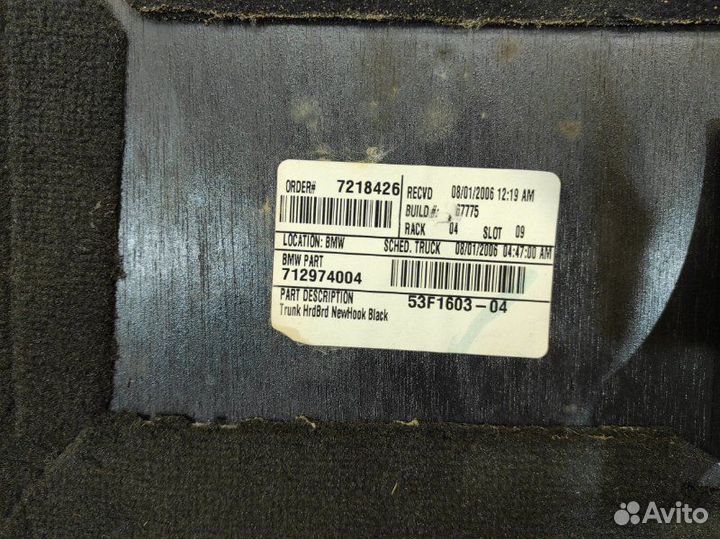 ORDER# 7218426
RECVD 08/01/2006 12:19 AM
BUILD #: 67775
RACK 04 SLOT 09
LOCATION: BMW SCHED. TRUCK 08/01/2006 04:47:00 AM
BMW PART
712974004
PART DESCRIPTION 53F1603-04
Trunk HrdBrd NewHook Black
Avito